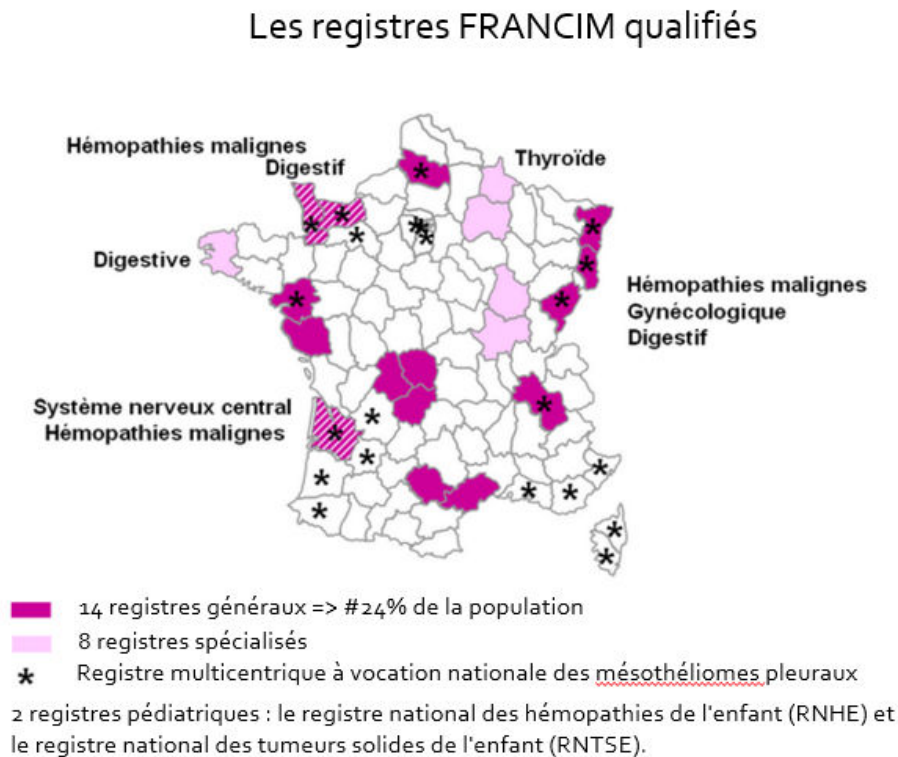 Les registres FRANCIM qualifiés
Hémopathies malignes
Digestif
Thyroïde
Digestive
Hémopathies malignes
Gynécologique
Digestif
Système nerveux central
Hémopathies malignes
14 registres généraux => #24% de la population
8 registres spécialisés
* Registre multicentrique à vocation nationale des mésothéliomes pleuraux
2 registres pédiatriques : le registre national des hémopathies de l'enfant (RNHE) et
le registre national des tumeurs solides de l'enfant (RNTSE).